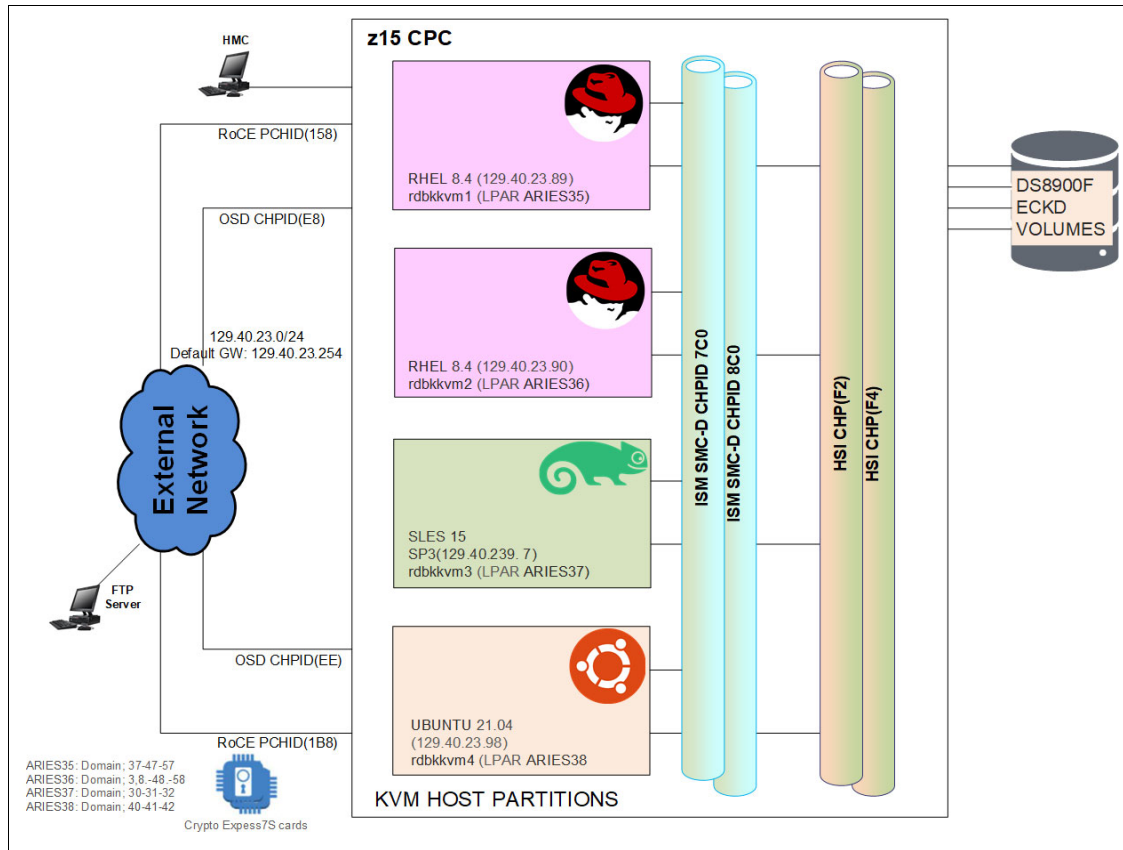 HMC
z15 CPC
RoCE PCHID(158)
RHEL 8.4 (129.40.23.89)
rdbkkvm1 (LPAR ARIES35)
DS8900F
ECKD
VOLUMES
OSD CHPID(E8)
129.40.23.0/24
Default GW: 129.40.23.254
RHEL 8.4 (129.40.23.90)
rdbkkvm2 (LPAR ARIES36)
ISM SMC-D CHPID 7C0
ISM SMC-D CHPID 8C0
HSI CHP(F2)
HSI CHP(F4)
External
Network
SLES 15
SP3(129.40.239. 7)
rdbkkvm3 (LPAR ARIES37)
FTP
Server
OSD CHPID(EE)
UBUNTU 21.04
(129.40.23.98)
rdbkkvm4 (LPAR ARIES38
RoCE PCHID(1B8)
ARIES35: Domain; 37-47-57
ARIES36: Domain; 3,8.-48.-58
ARIES37: Domain; 30-31-32
ARIES38: Domain; 40-41-42
Crypto Expess7S cards
KVM HOST PARTITIONS